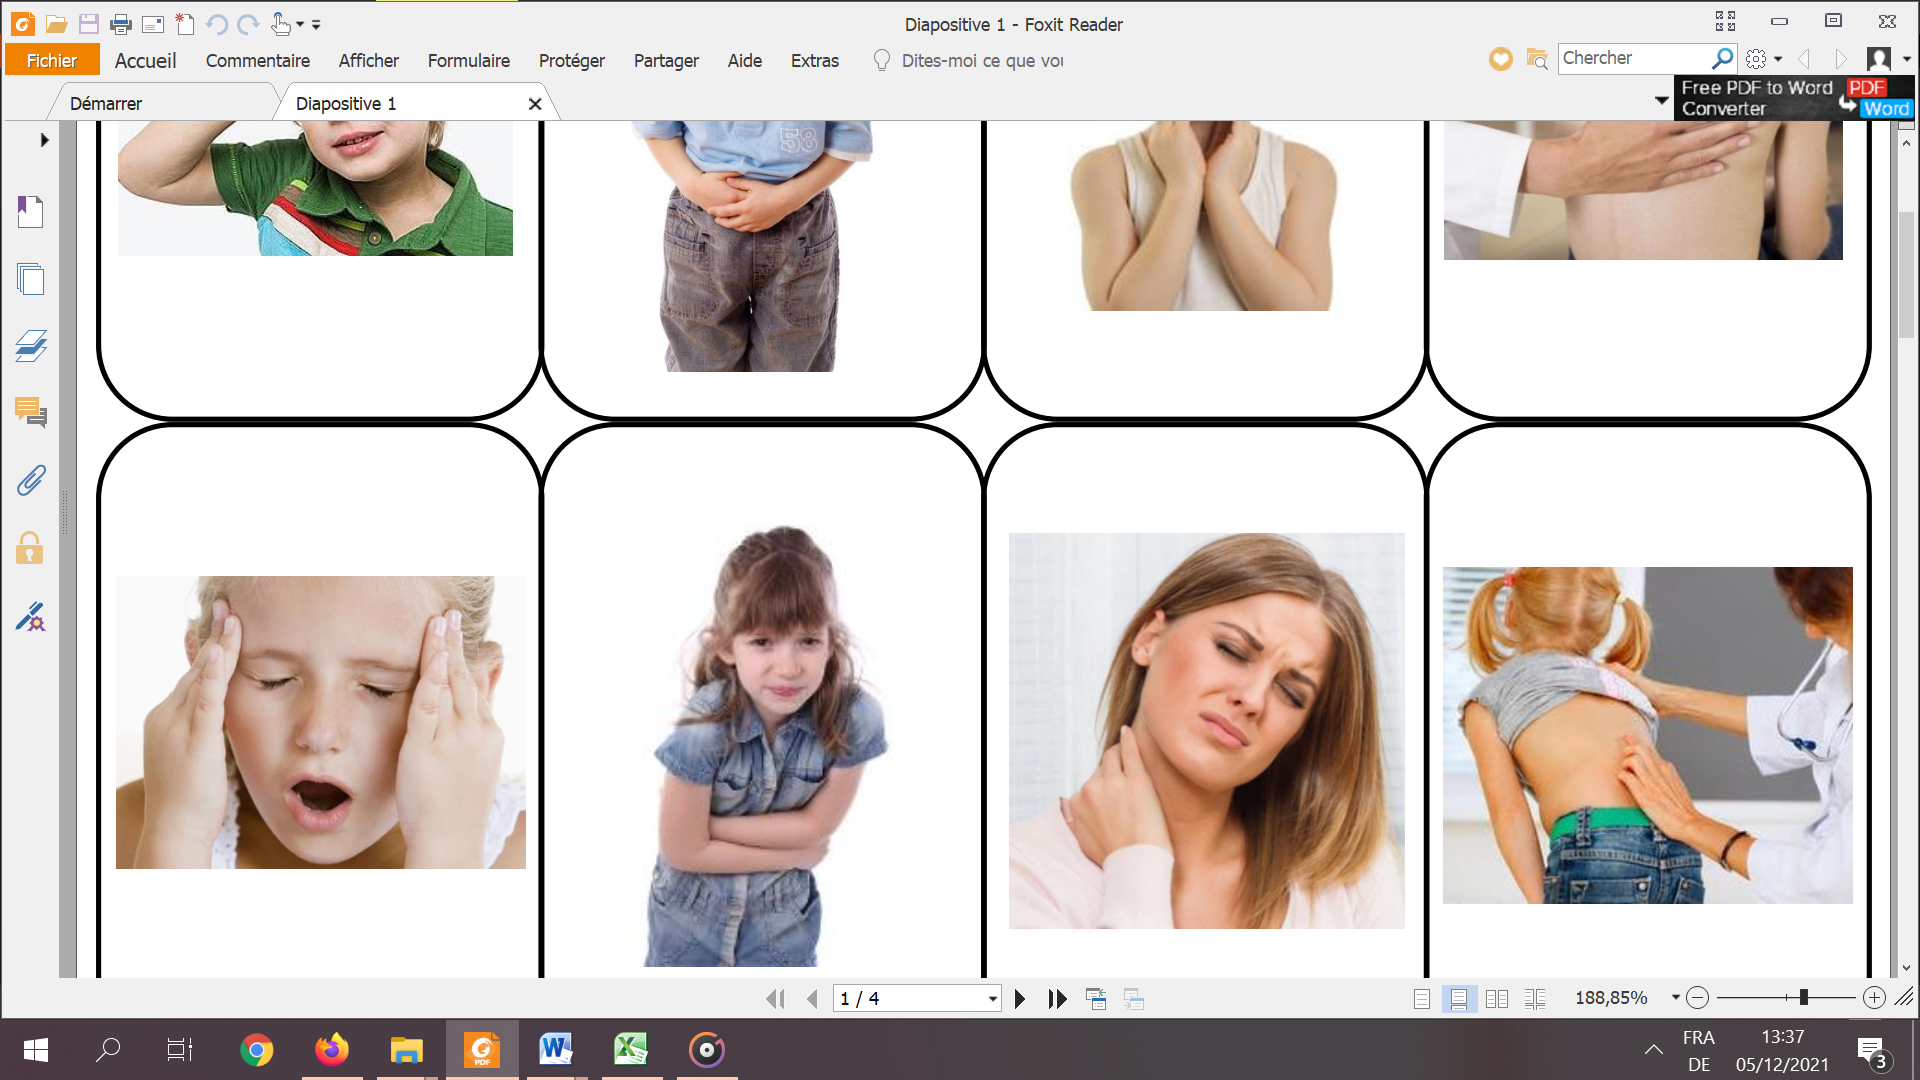 Diapositive 1 - Foxit Reader
Fichier Accueil Commentaire Afficher Formulaire Protéger Partager Aide Extras Dites-moi ce que vou Chercher
Démarrer Diapositive 1
Free PDF to Word
Converter
PDF
Word
58
1 / 4 188,85%
PDF
FRA
DE
13:37
05/12/2021
3